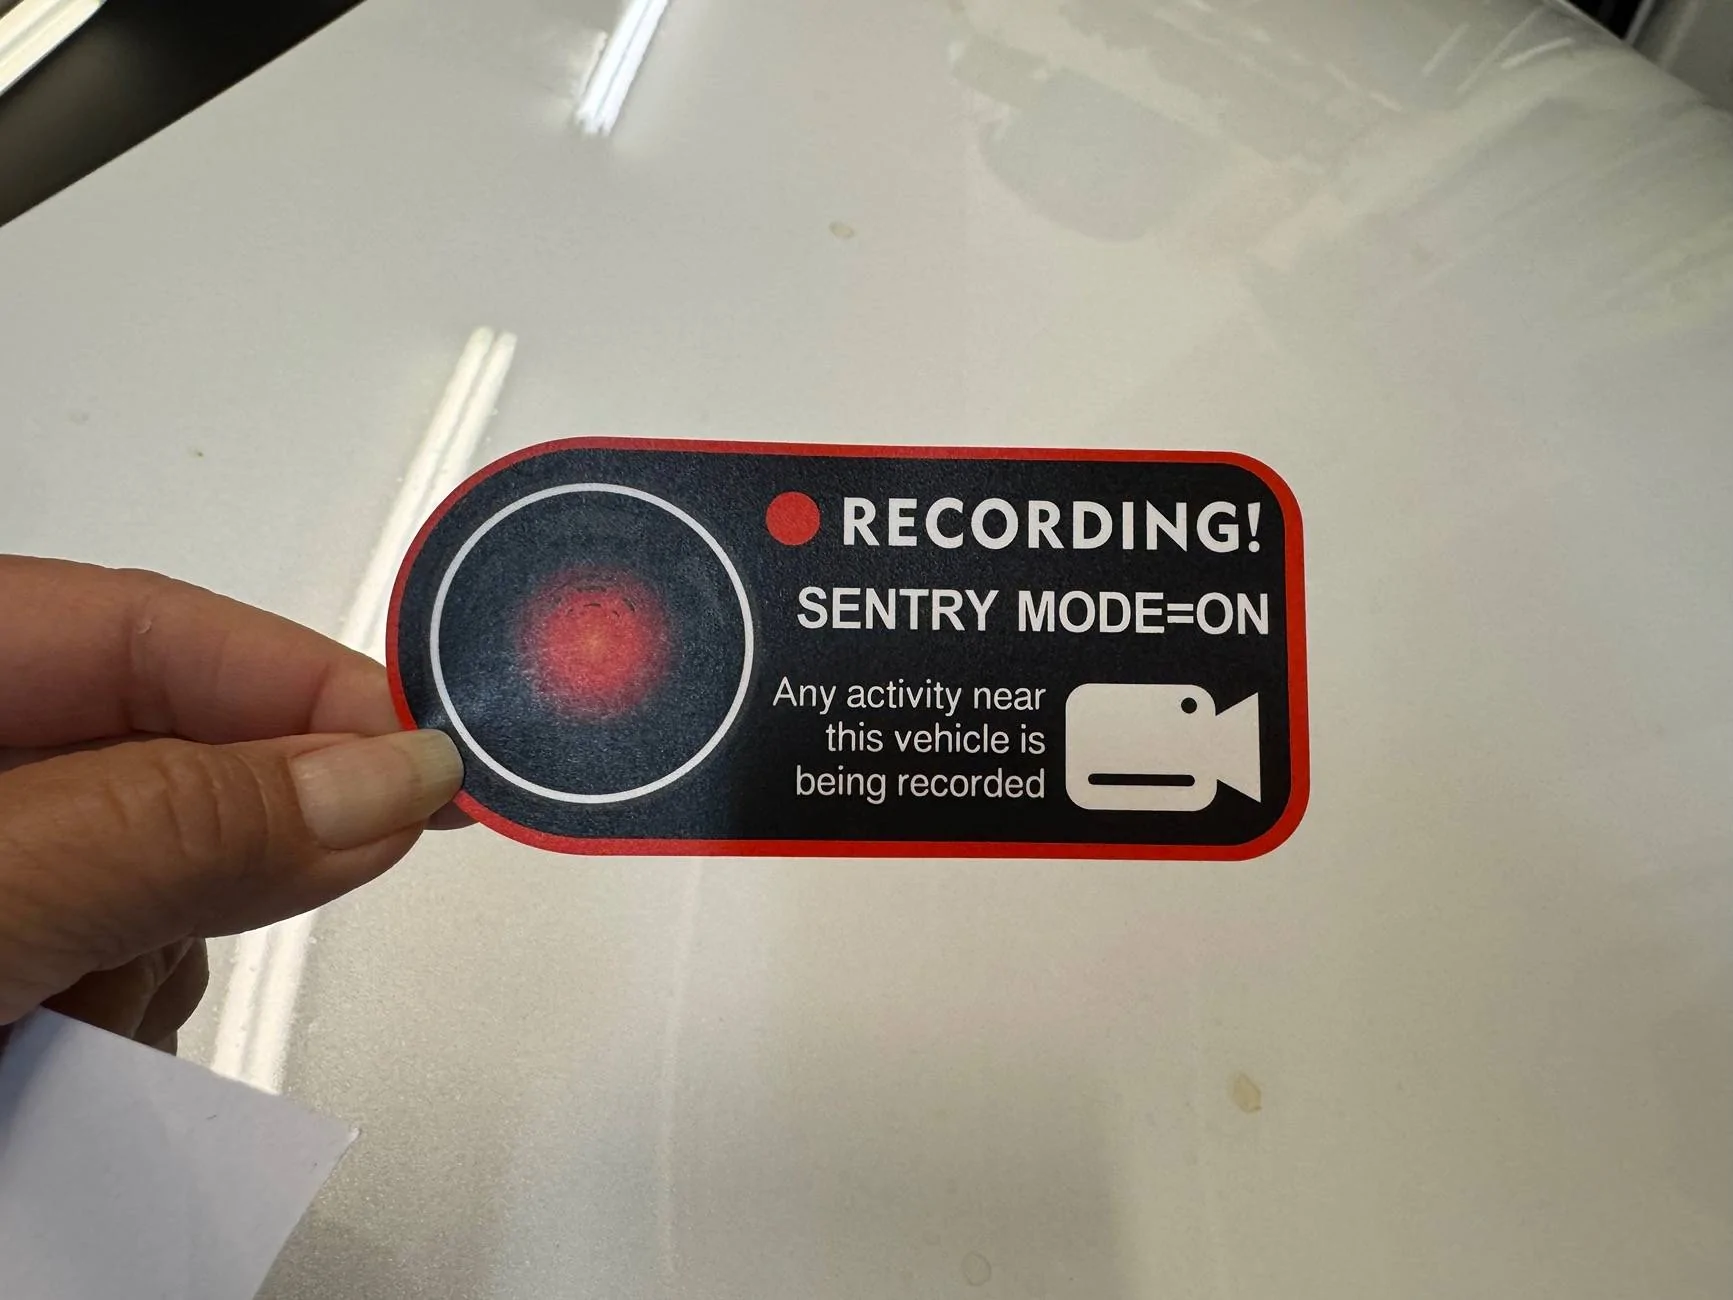 RECORDING!
SENTRY MODE=ON
Any activity near
this vehicle is
being recorded